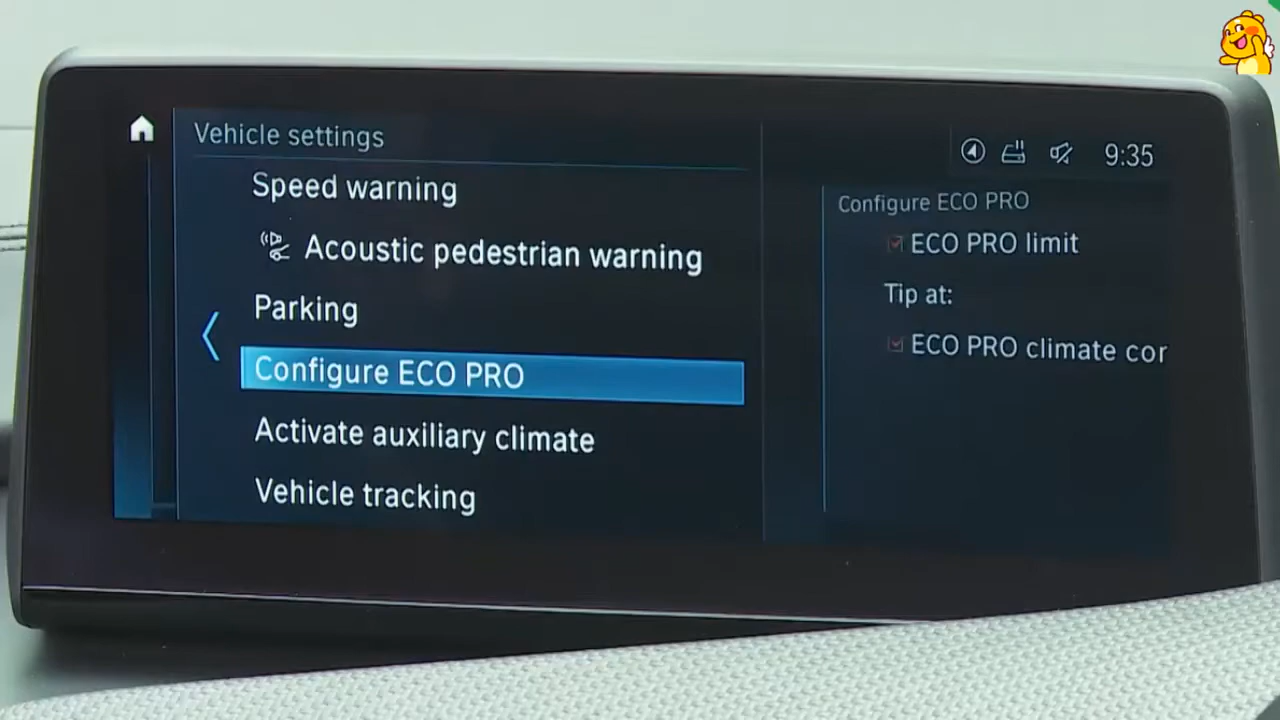 Vehicle settings
Speed warning
Acoustic pedestrian warning
Parking
Configure ECO PRO
Activate auxiliary climate
Vehicle tracking
9:35
Configure ECO PRO
ECO PRO limit
Tip at:
ECO PRO climate cor